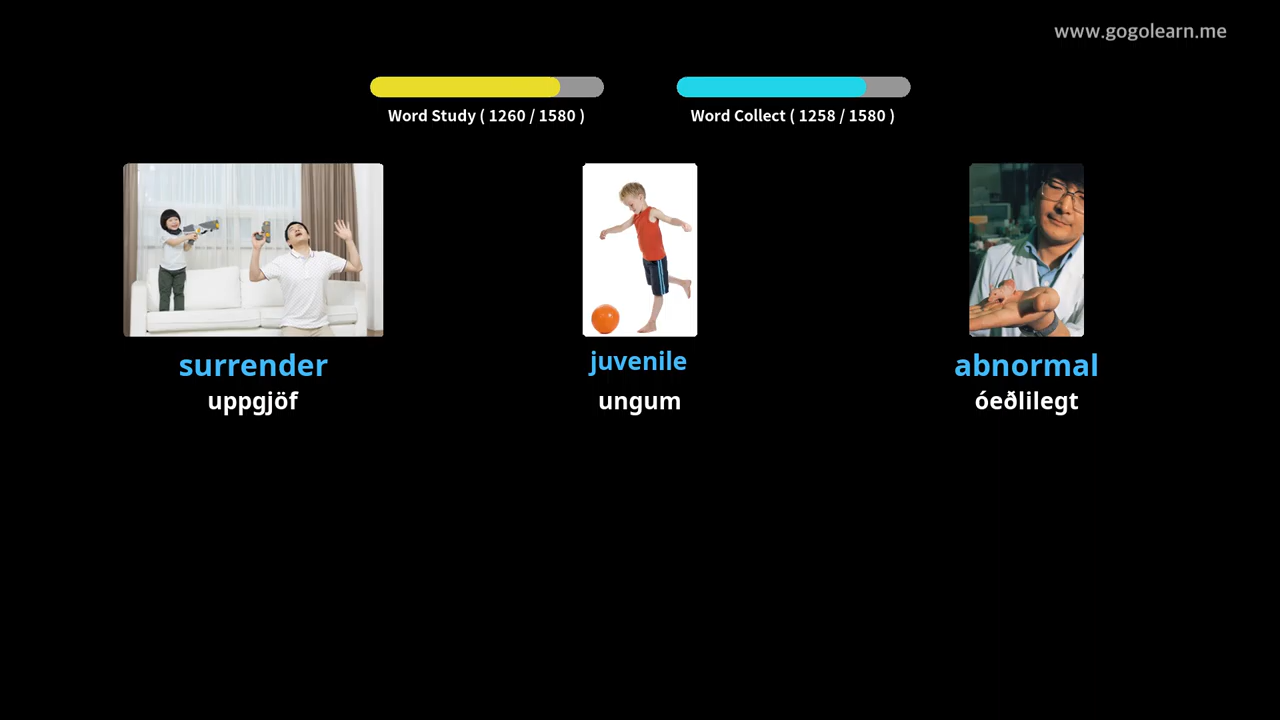 www.gogolearn.me
Word Study ( 1260 / 1580 )
Word Collect ( 1258 / 1580 )
surrender
uppgjöf
juvenile
ungum
abnormal
óeðlilegt